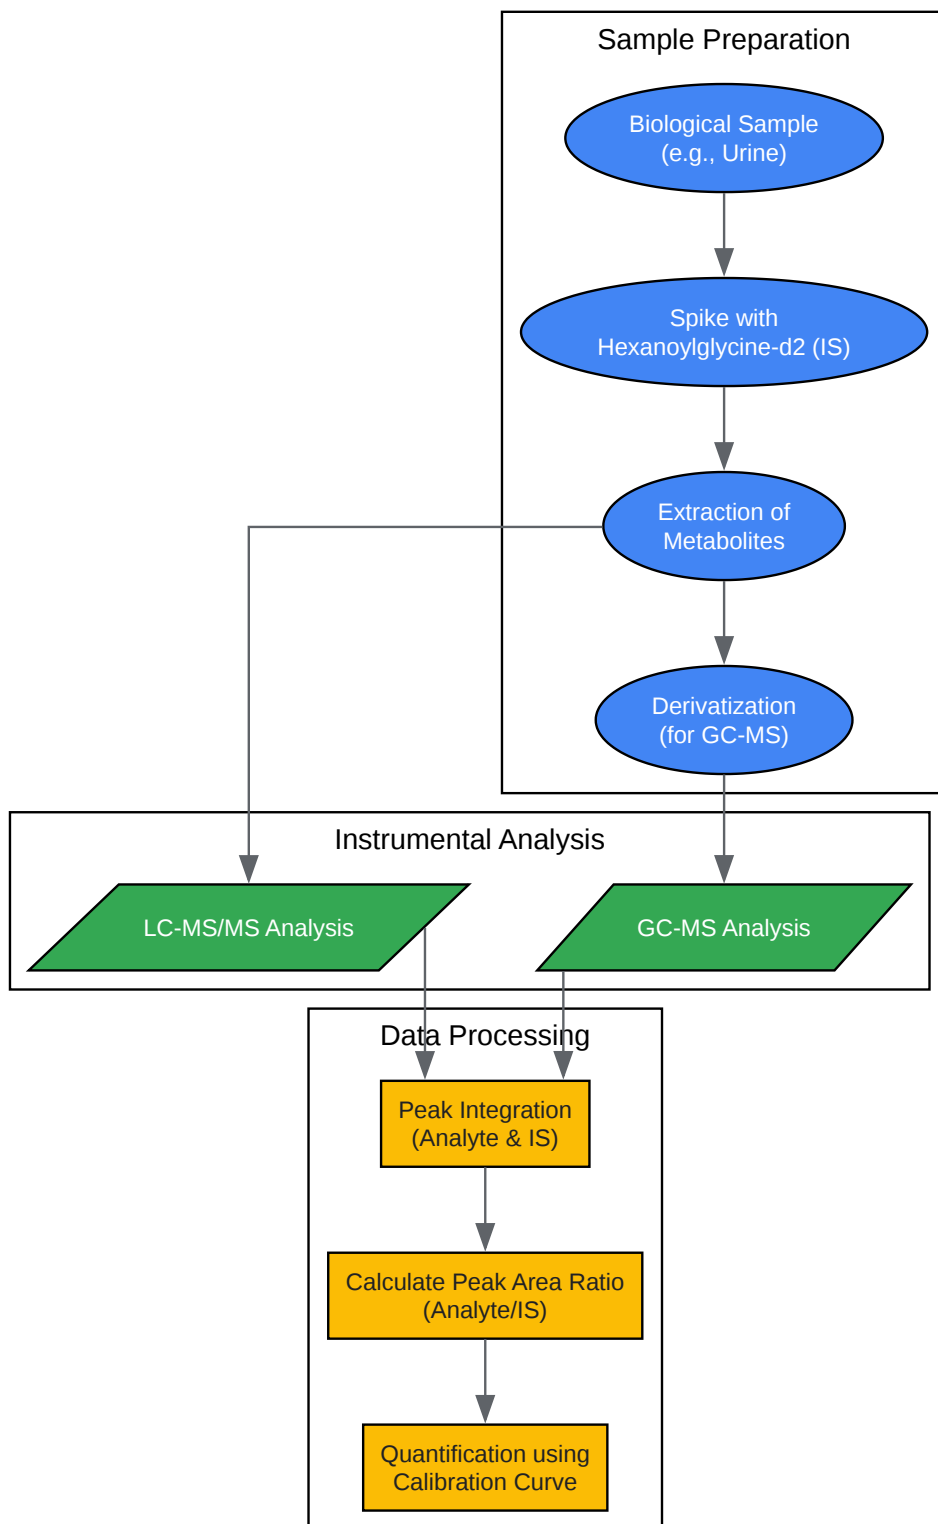 Sample Preparation
Biological Sample
(e.g., Urine)
Spike with
Hexanoylglycine-d2 (IS)
Extraction of
Metabolites
Derivatization
(for GC-MS)
Instrumental Analysis
LC-MS/MS Analysis
GC-MS Analysis
Data Processing
Peak Integration
(Analyte & IS)
Calculate Peak Area Ratio
(Analyte/IS)
Quantification using
Calibration Curve